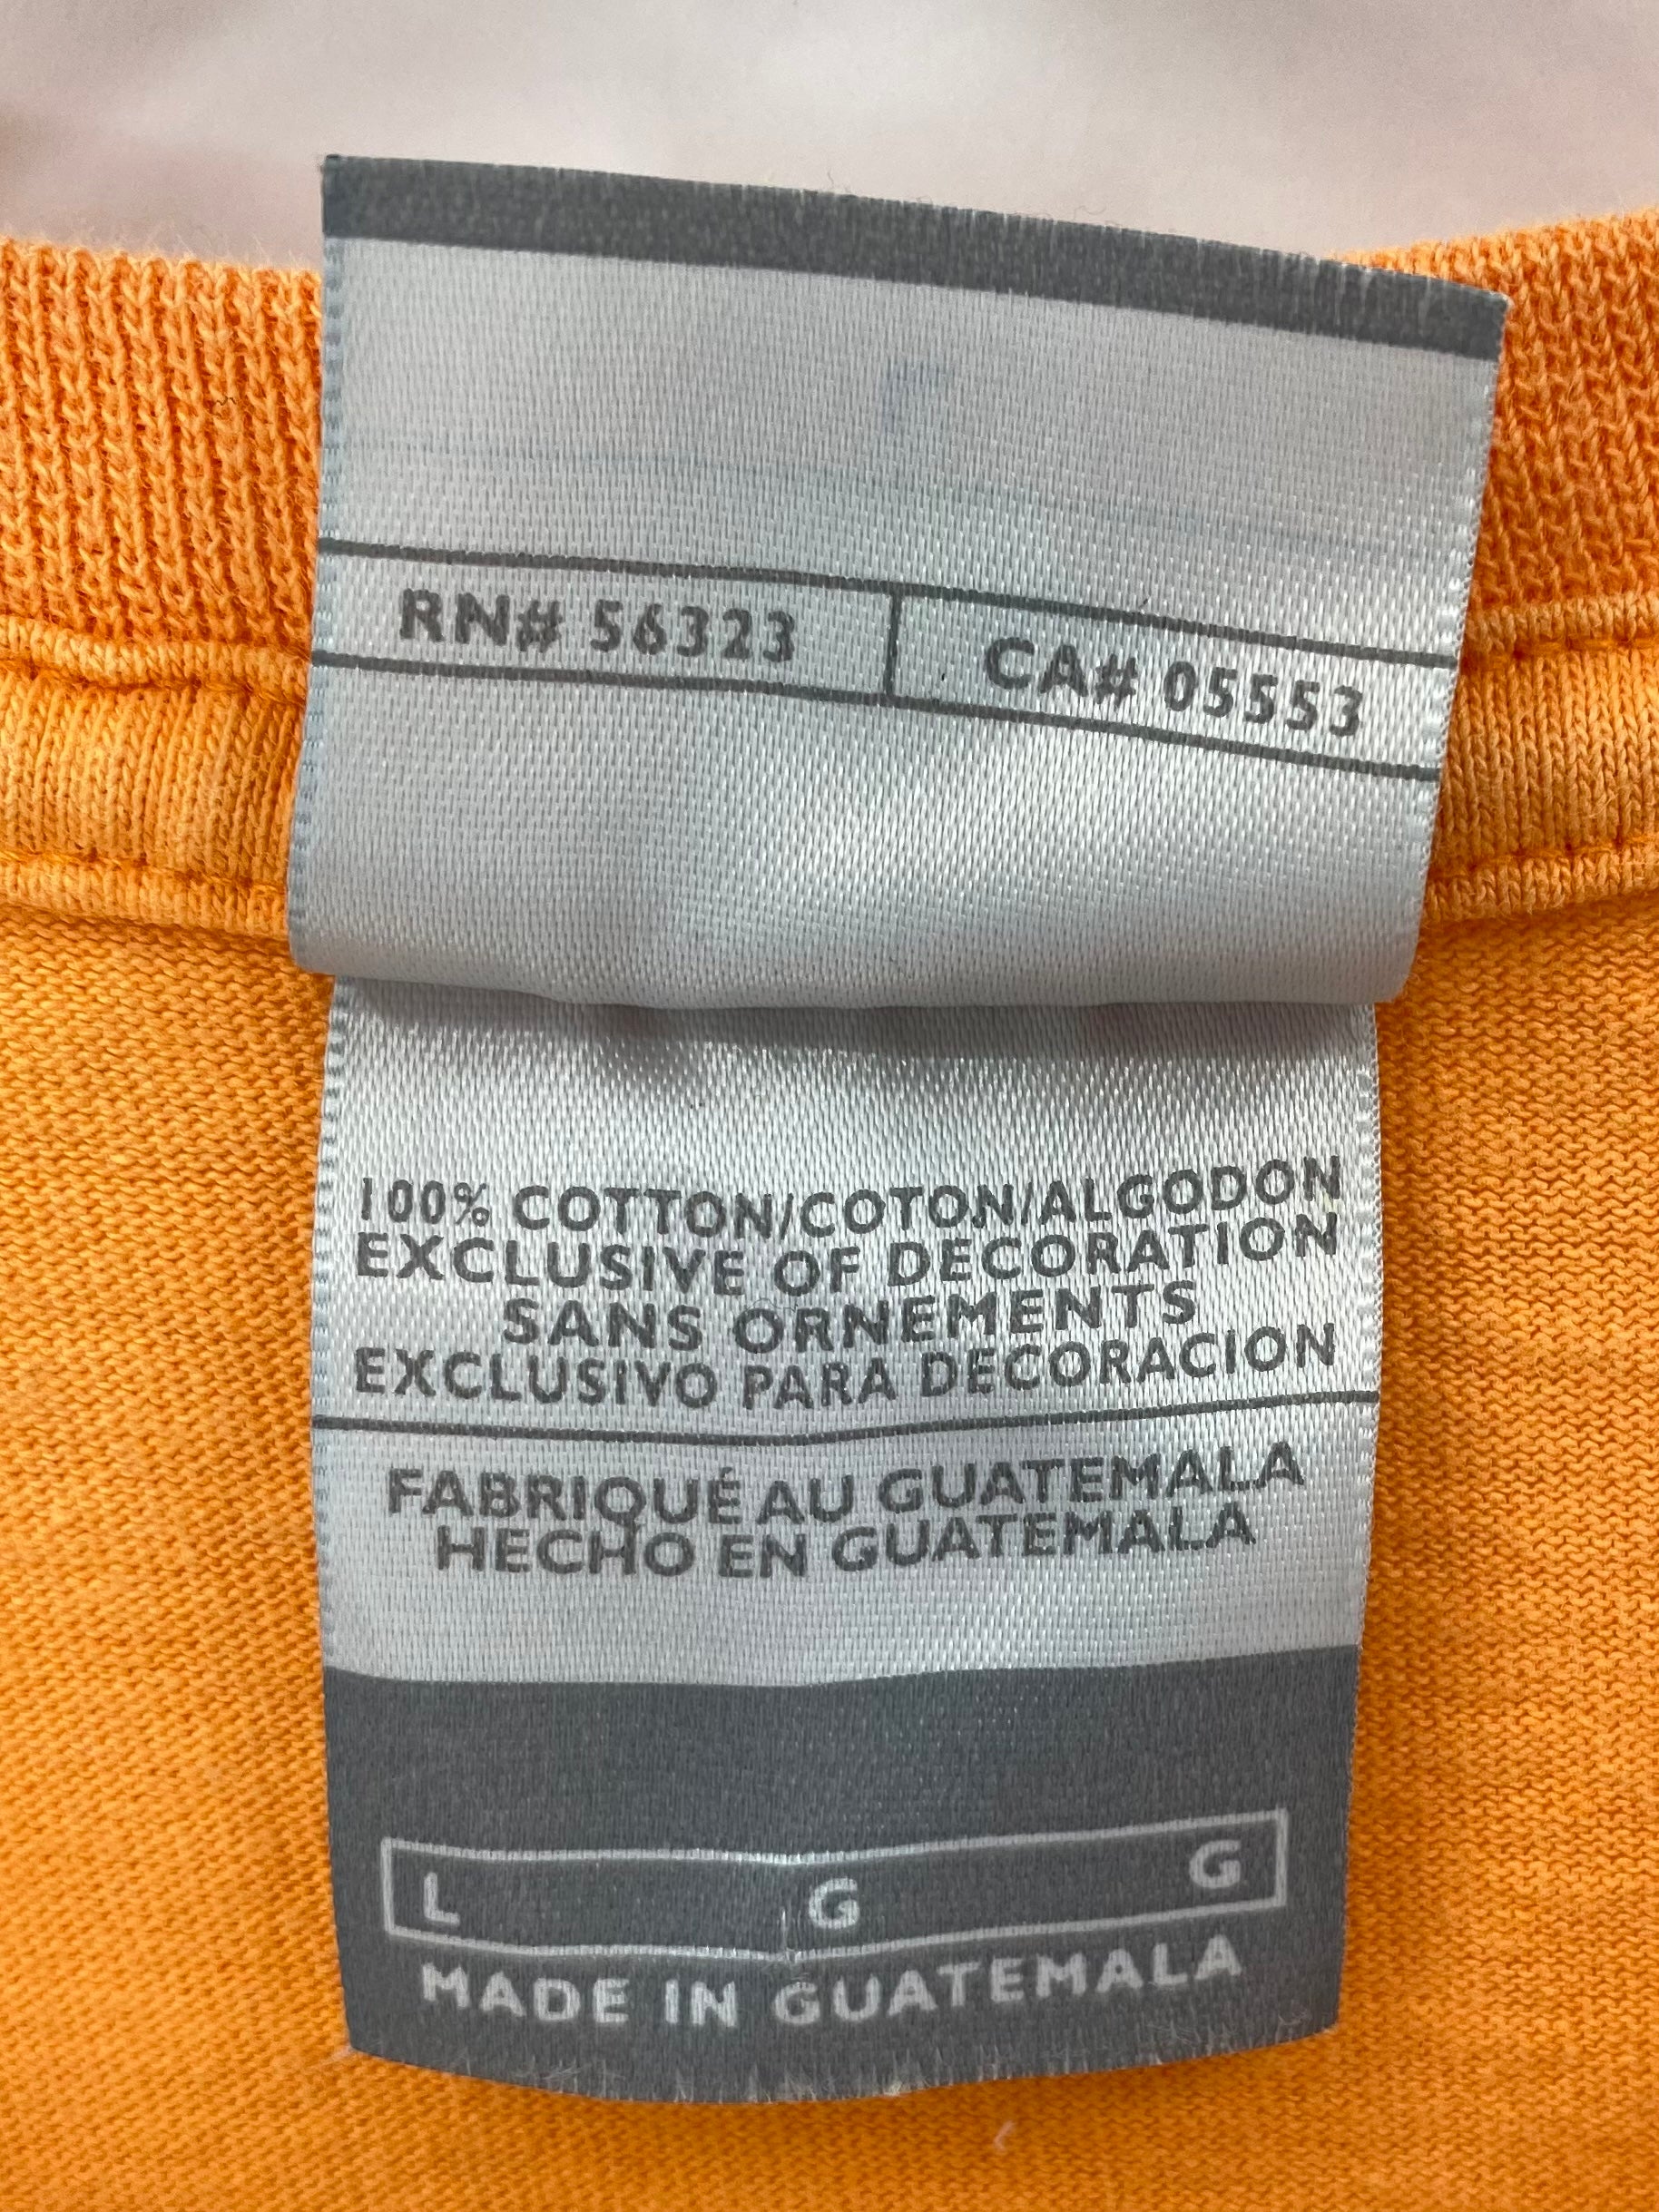 RN# 56323 CA# 05553
100% COTTON/COTON/ALGODON
EXCLUSIVE OF DECORATION
SANS ORNEMENTS
EXCLUSIVO PARA DECORACION
FABRIQUÉ AU GUATEMALA
HECHO EN GUATEMALA
L G G
MADE IN GUATEMALA